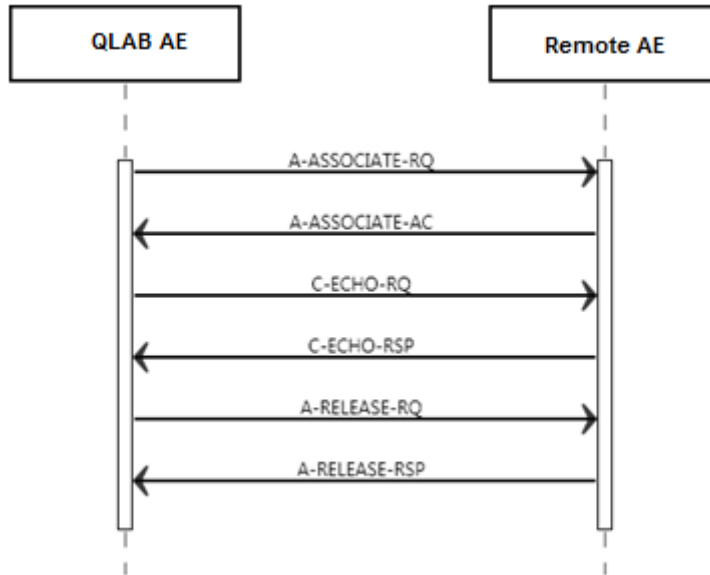 QLAB AE
Remote AE
A-ASSOCIATE-RQ
A-ASSOCIATE-AC
C-ECHO-RQ
C-ECHO-RSP
A-RELEASE-RQ
A-RELEASE-RSP